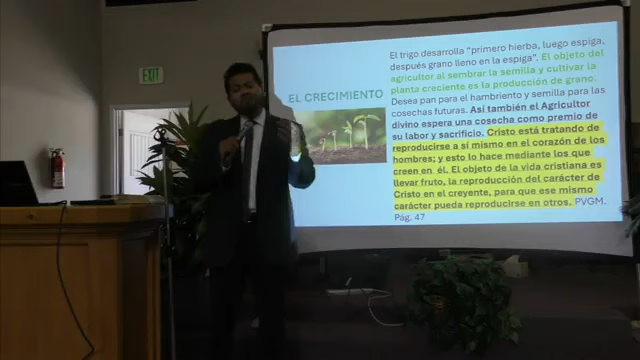 EXIT
EL CRECIMIENTO
El trigo desarrolla "primero hierba, luego espiga,
después grano lleno en la espiga". El objeto del
agricultor al sembrar la semilla y cultivar la
planta creciente es la producción de grano.
Desea pan para el hambriento y semilla para las
cosechas futuras. Así también el Agricultor
divino espera una cosecha como premio de
su labor y sacrificio. Cristo está tratando de
reproducirse a sí mismo en el corazón de los
hombres; y esto lo hace mediante los que
creen en él. El objeto de la vida cristiana es
llevar fruto, la reproducción del carácter de
Cristo en el creyente, para que ese mismo
carácter pueda reproducirse en otros. PVGM.
Pág. 47